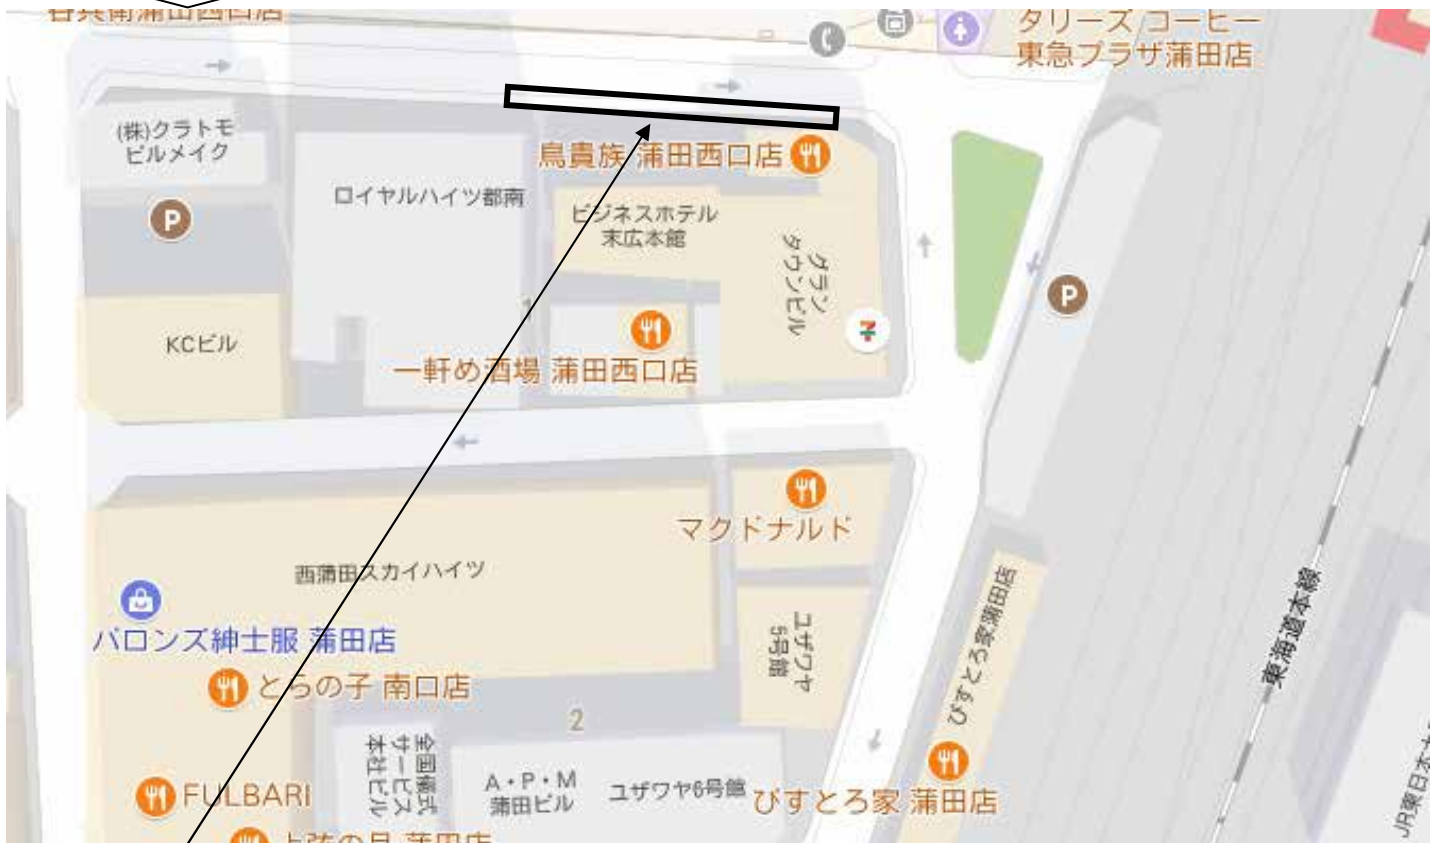 タリーズ コーヒー
東急プラザ蒲田店
(株)クラトモ
ビルメイク
鳥貴族 蒲田西口店
P
ロイヤルハイツ都南
ビジネスホテル
末広本館
グラン
タウンビル
7
P
1
KCビル
一軒め酒場 蒲田西口店
マクドナルド
西蒲田スカイハイツ
バロンズ紳士服 蒲田店
ユザワヤ
5号館
びすとろ家蒲田店
東海道本線
とらの子 南口店
2
全国儀式
サービス
本社ビル
A・P・M
蒲田ビル
ユザワヤ6号館
びすとろ家 蒲田店
FULBARI
JR東日本